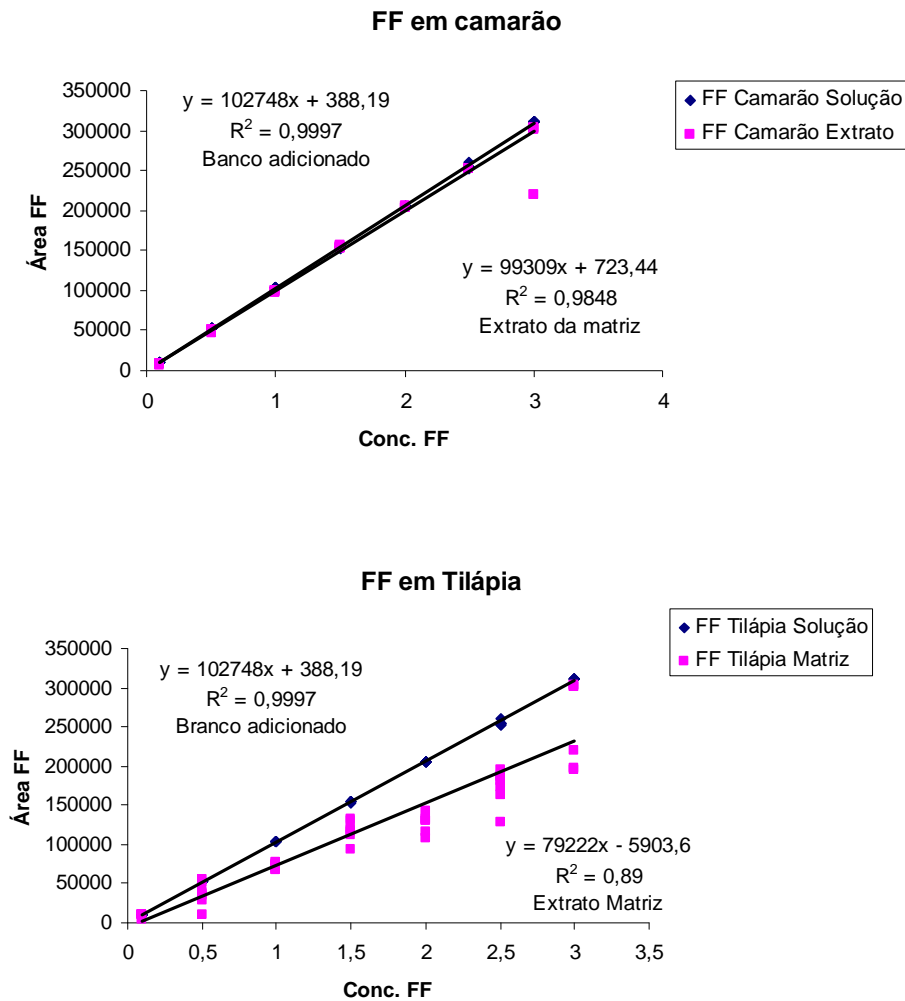 FF em camarão
350000
300000
250000
200000
150000
100000
50000
0
Área FF
y = 102748x + 388,19
R² = 0,9997
Banco adicionado
y = 99309x + 723,44
R² = 0,9848
Extrato da matriz
0 1 2 3 4
Conc. FF
FF Camarão Solução
FF Camarão Extrato
FF em Tilápia
350000
300000
250000
200000
150000
100000
50000
0
Área FF
y = 102748x + 388,19
R² = 0,9997
Branco adicionado
y = 79222x - 5903,6
R² = 0,89
Extrato Matriz
0 0,5 1 1,5 2 2,5 3 3,5
Conc. FF
FF Tilápia Solução
FF Tilápia Matriz